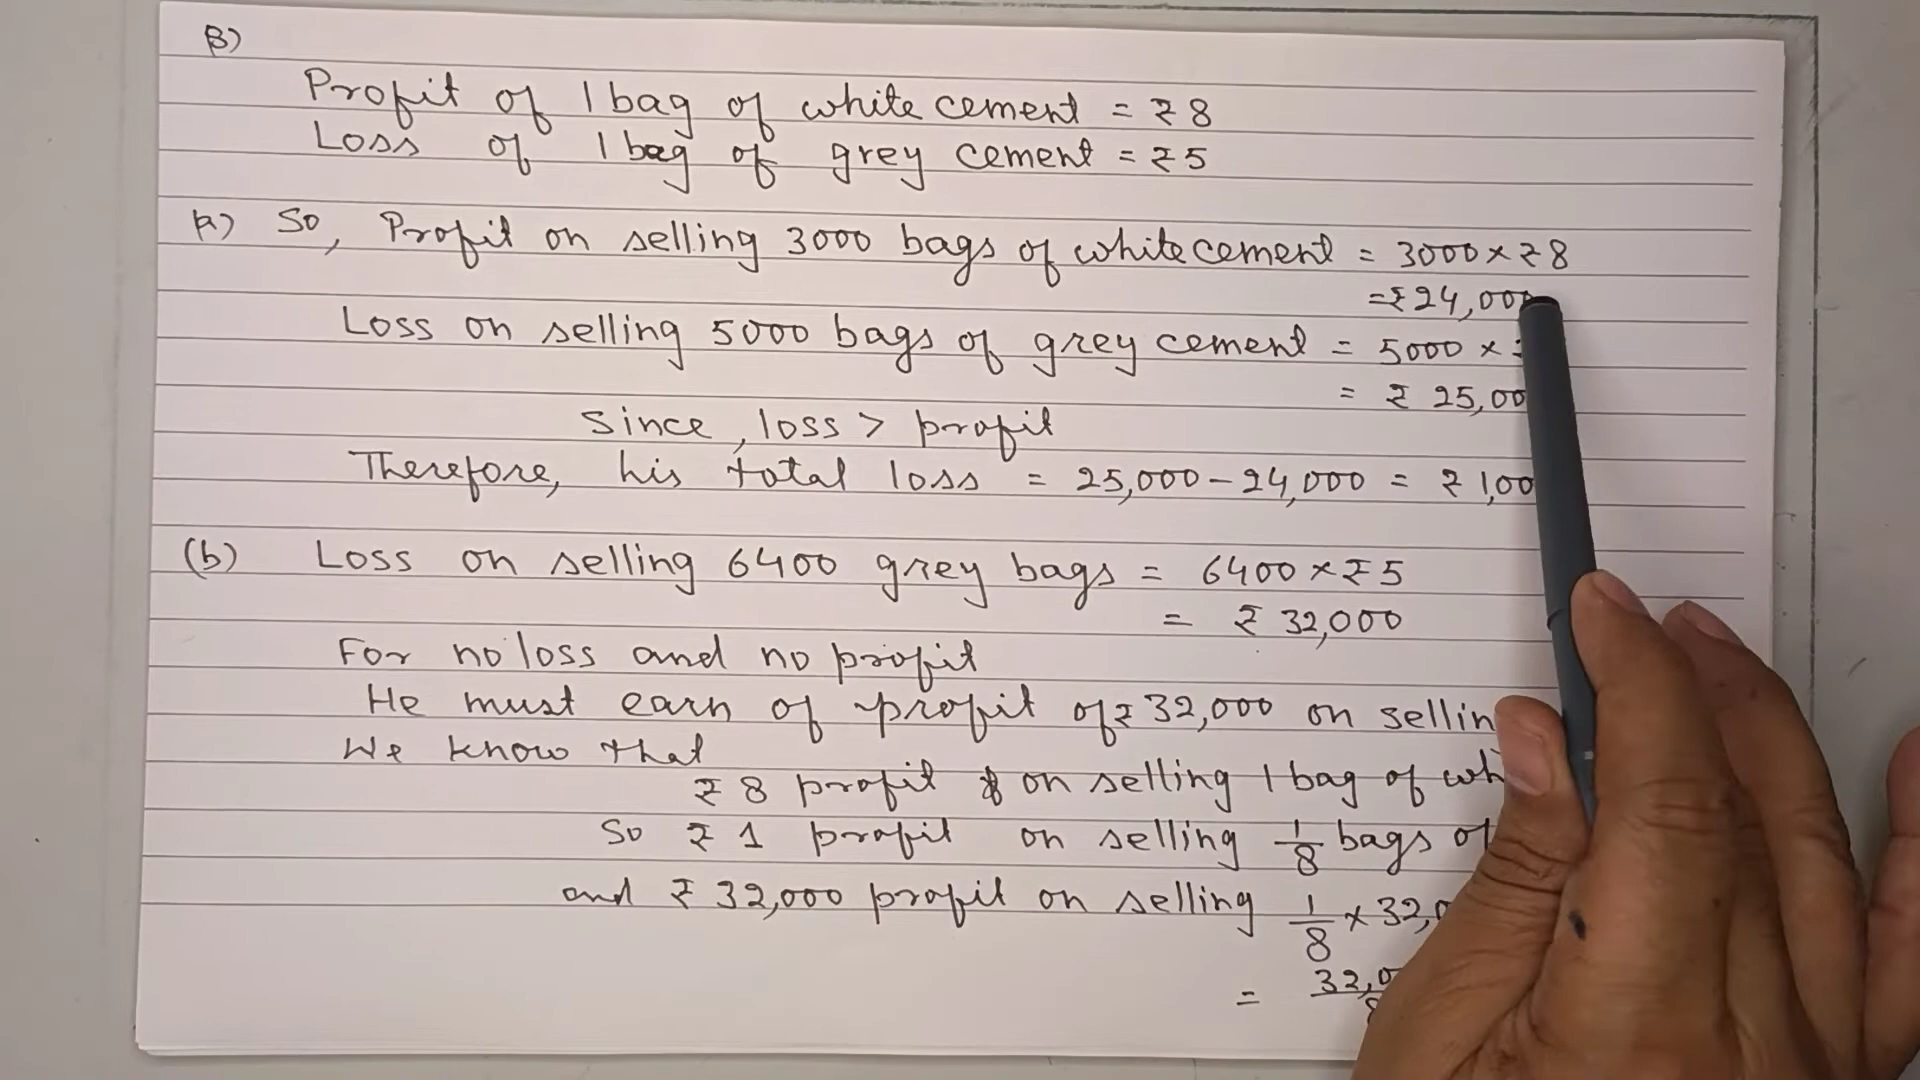 3)
Profit of 1 bag of white cement = ₹8
Loss of 1 bag of grey cement = ₹5
a) So, Profit on selling 3000 bags of white cement = 3000 × ₹8
= ₹24,000
Loss on selling 5000 bags of grey cement = 5000 ×
= ₹ 25,00
Since, loss > profit
Therefore, his total loss = 25,000 - 24,000 = ₹ 1,00
(b) Loss on selling 6400 grey bags = 6400 × ₹5
= ₹ 32,000
For no loss and no profit
He must earn of profit of ₹ 32,000 on sellin
We know that
₹ 8 profit on selling 1 bag of wh
So ₹ 1 profit on selling 1/8 bags of
and ₹ 32,000 profit on selling 1/8 × 32,0
= 32,0